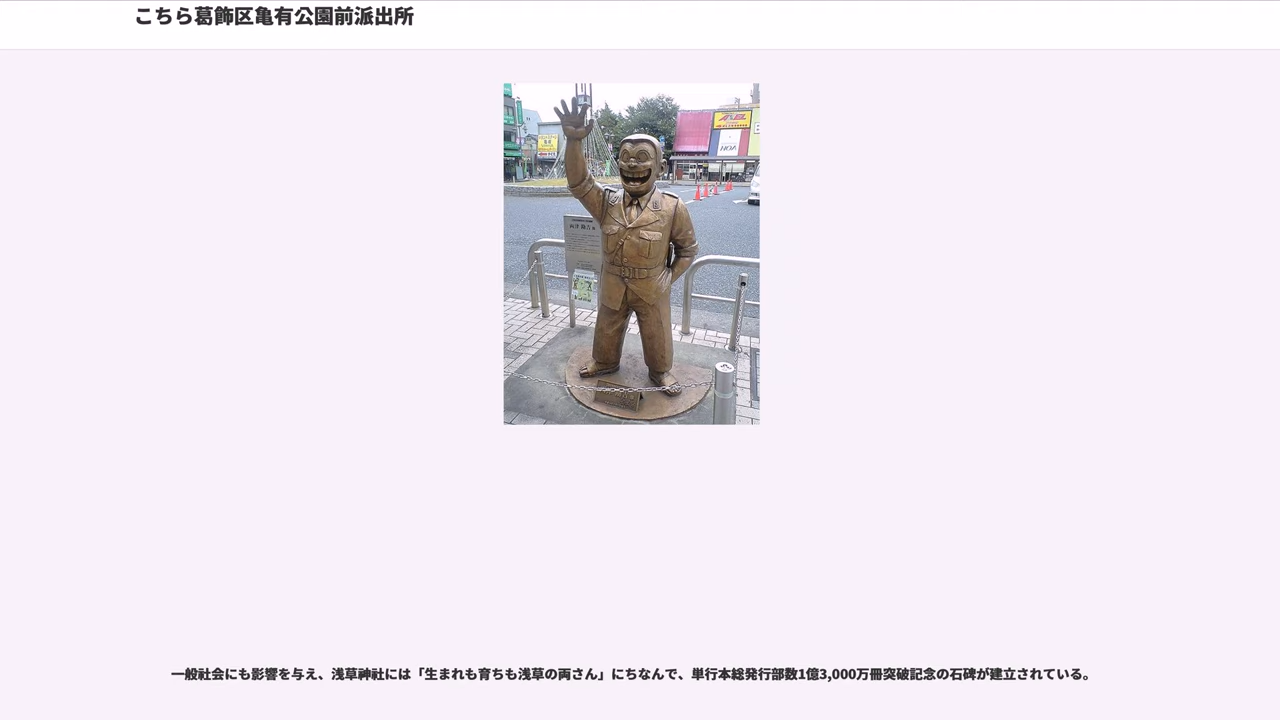 こちら葛飾区亀有公園前派出所
一般社会にも影響を与え、浅草神社には「生まれも育ちも浅草の両さん」にちなんで、単行本総発行部数1億3,000万冊突破記念の石碑が建立されている。